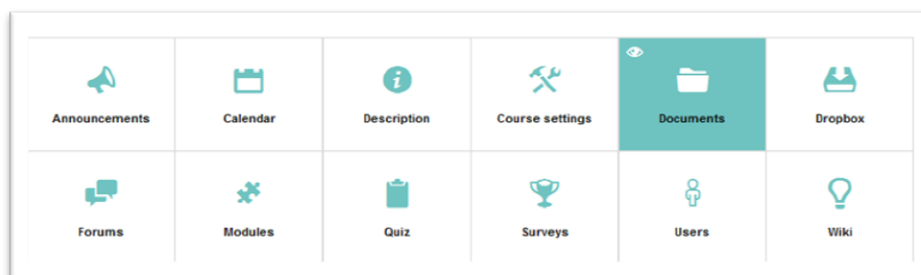 Announcements
Calendar
Description
Course settings
Documents
Dropbox
Forums
Modules
Quiz
Surveys
Users
Wiki